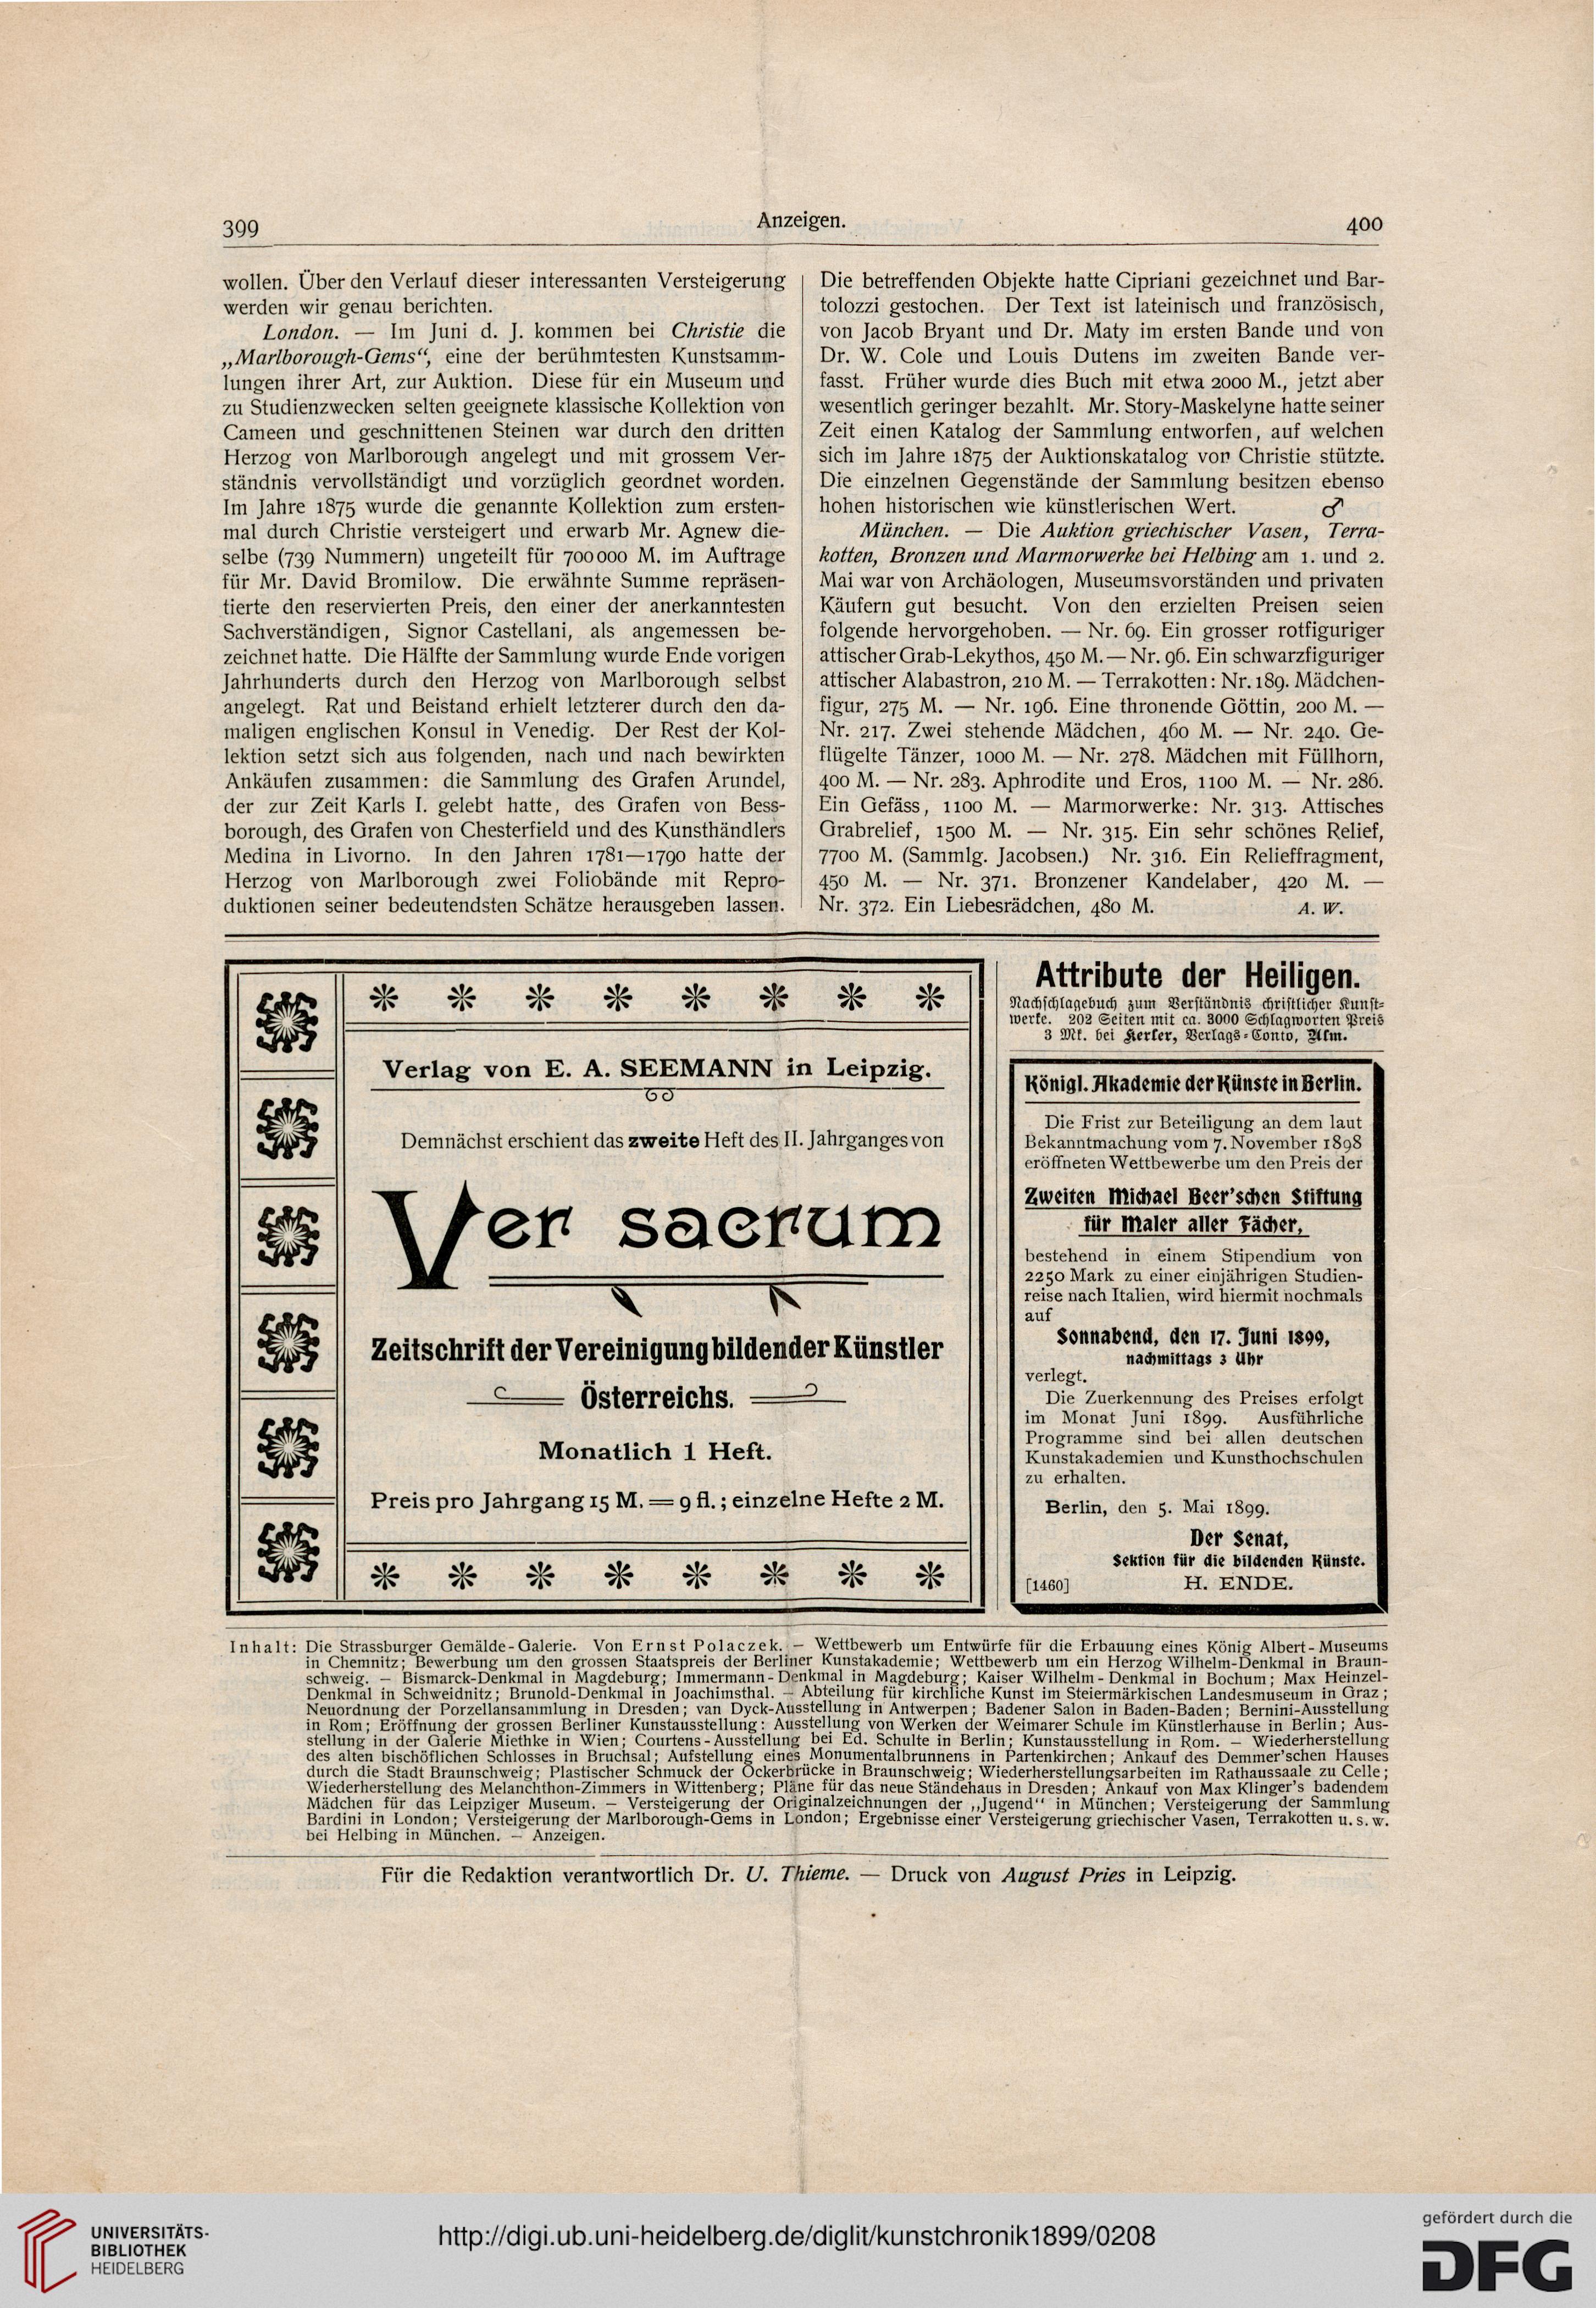 399
Anzeigen.
400
wollen. Über den Verlauf dieser interessanten Versteigerung
werden wir genau berichten.
London. — Im Juni d. J. kommen bei Christie die
„Marlborough-Gems“, eine der berühmtesten Kunstsamm-
lungen ihrer Art, zur Auktion. Diese für ein Museum und
zu Studienzwecken selten geeignete klassische Kollektion von
Cameen und geschnittenen Steinen war durch den dritten
Herzog von Marlborough angelegt und mit grossem Ver-
ständnis vervollständigt und vorzüglich geordnet worden.
Im Jahre 1875 wurde die genannte Kollektion zum ersten-
mal durch Christie versteigert und erwarb Mr. Agnew die-
selbe (739 Nummern) ungeteilt für 700000 M. im Auftrage
für Mr. David Bromilow. Die erwähnte Summe repräsen-
tierte den reservierten Preis, den einer der anerkanntesten
Sachverständigen, Signor Castellani, als angemessen be-
zeichnet hatte. Die Hälfte der Sammlung wurde Ende vorigen
Jahrhunderts durch den Herzog von Marlborough selbst
angelegt. Rat und Beistand erhielt letzterer durch den da-
maligen englischen Konsul in Venedig. Der Rest der Kol-
lektion setzt sich aus folgenden, nach und nach bewirkten
Ankäufen zusammen: die Sammlung des Grafen Arundel,
der zur Zeit Karls I. gelebt hatte, des Grafen von Bess-
borough, des Grafen von Chesterfield und des Kunsthändlers
Medina in Livorno. In den Jahren 1781—1790 hatte der
Herzog von Marlborough zwei Foliobände mit Repro-
duktionen seiner bedeutendsten Schätze herausgeben lassen.
Die betreffenden Objekte hatte Cipriani gezeichnet und Bar-
tolozzi gestochen. Der Text ist lateinisch und französisch,
von Jacob Bryant und Dr. Maty im ersten Bande und von
Dr. W. Cole und Louis Dutens im zweiten Bande ver-
fasst. Früher wurde dies Buch mit etwa 2000 M., jetzt aber
wesentlich geringer bezahlt. Mr. Story-Maskelyne hatte seiner
Zeit einen Katalog der Sammlung entworfen, auf welchen
sich im Jahre 1875 der Auktionskatalog von Christie stützte.
Die einzelnen Gegenstände der Sammlung besitzen ebenso
hohen historischen wie künstlerischen Wert. ♂
München. — Die Auktion griechischer Vasen, Terra-
kotten, Bronzen und Marmorwerke bei Helbing am 1. und 2.
Mai war von Archäologen, Museumsvorständen und privaten
Käufern gut besucht. Von den erzielten Preisen seien
folgende hervorgehoben. — Nr. 69. Ein grosser rotfiguriger
attischer Grab-Lekythos, 450 M. — Nr. 96. Ein schwarzfiguriger
attischer Alabastron, 210 M. — Terrakotten: Nr. 189. Mädchen-
figur, 275 M. — Nr. 196. Eine thronende Göttin, 200 M. —
Nr. 217. Zwei stehende Mädchen, 460 M. — Nr. 240. Ge-
flügelte Tänzer, 1000 M. — Nr. 278. Mädchen mit Füllhorn,
400 M. — Nr. 283. Aphrodite und Eros, 1100 M. — Nr. 286.
Ein Gefäss, 1100 M. — Marmorwerke: Nr. 313. Attisches
Grabrelief, 1500 M. — Nr. 315. Ein sehr schönes Relief,
7700 M. (Sammlg. Jacobsen.) Nr. 316. Ein Relieffragment,
450 M. — Nr. 371. Bronzener Kandelaber, 420 M. —
Nr. 372. Ein Liebesrädchen, 480 M. A. W.
Verlag von E. A. SEEMANN in Leipzig.
Demnächst erschient das zweite Heft des II. Jahrganges von
Ver sacrum
Zeitschrift der Vereinigung bildender Künstler
Österreichs.
Monatlich 1 Heft.
Preis pro Jahrgang 15 M. = 9 fl.; einzelne Hefte 2 M.
Attribute der Heiligen.
Nachschlagebuch zum Verständnis christlicher Kunst-
werke. 202 Seiten mit ca. 3000 Schlagworten Preis
3 Mk. bei Kerler, Verlags-Conto, Ulm.
Königl. Akademie der Künste in Berlin.
Die Frist zur Beteiligung an dem laut
Bekanntmachung vom 7. November 1898
eröffneten Wettbewerbe um den Preis der
Zweiten Michael Beer'schen Stiftung
für Maler aller Fächer,
bestehend in einem Stipendium von
2250 Mark zu einer einjährigen Studien-
reise nach Italien, wird hiermit nochmals
auf
Sonnabend, den 17. Juni 1899,
nachmittags 3 Uhr
verlegt.
Die Zuerkennung des Preises erfolgt
im Monat Juni 1899. Ausführliche
Programme sind bei allen deutschen
Kunstakademien und Kunsthochschulen
zu erhalten.
Berlin, den 5. Mai 1899.
Der Senat,
Sektion für die bildenden Künste.
[1460] H. ENDE.
Inhalt: Die Strassburger Gemälde-Galerie. Von Ernst Polaczek. — Wettbewerb um Entwürfe für die Erbauung eines König Albert-Museums
in Chemnitz; Bewerbung um den grossen Staatspreis der Berliner Kunstakademie; Wettbewerb um ein Herzog Wilhelm-Denkmal in Braun-
schweig. — Bismarck-Denkmal in Magdeburg; Immermann-Denkmal in Magdeburg; Kaiser Wilhelm-Denkmal in Bochum; Max Heinzel-
Denkmal in Schweidnitz; Brunold-Denkmal in Joachimsthal. — Abteilung für kirchliche Kunst im Steiermärkischen Landesmuseum in Graz;
Neuordnung der Porzellansammlung in Dresden; van Dyck-Ausstellung in Antwerpen; Badener Salon in Baden-Baden; Bernini-Ausstellung
in Rom; Eröffnung der grossen Berliner Kunstausstellung: Ausstellung von Werken der Weimarer Schule im Künstlerhause in Berlin; Aus-
stellung in der Galerie Miethke in Wien; Courtens-Ausstellung bei Ed. Schulte in Berlin; Kunstausstellung in Rom. — Wiederherstellung
des alten bischöflichen Schlosses in Bruchsal; Aufstellung eines Monumentalbrunnens in Partenkirchen; Ankauf des Demmer'schen Hauses
durch die Stadt Braunschweig; Plastischer Schmuck der Ockerbrücke in Braunschweig; Wiederherstellungsarbeiten im Rathaussaale zu Celle;
Wiederherstellung des Melanchthon-Zimmers in Wittenberg; Pläne für das neue Ständehaus in Dresden; Ankauf von Max Klinger's badendem
Mädchen für das Leipziger Museum. — Versteigerung der Originalzeichnungen der „Jugend“ in München; Versteigerung der Sammlung
Bardini in London; Versteigerung der Marlborough-Gems in London; Ergebnisse einer Versteigerung griechischer Vasen, Terrakotten u. s. w.
bei Helbing in München. — Anzeigen.
Für die Redaktion verantwortlich Dr. U. Thieme. — Druck von August Pries in Leipzig.
UNIVERSITÄTS-
BIBLIOTHEK
HEIDELBERG
http://digi.ub.uni-heidelberg.de/diglit/kunstchronik1899/0208
gefördert durch die
DFG